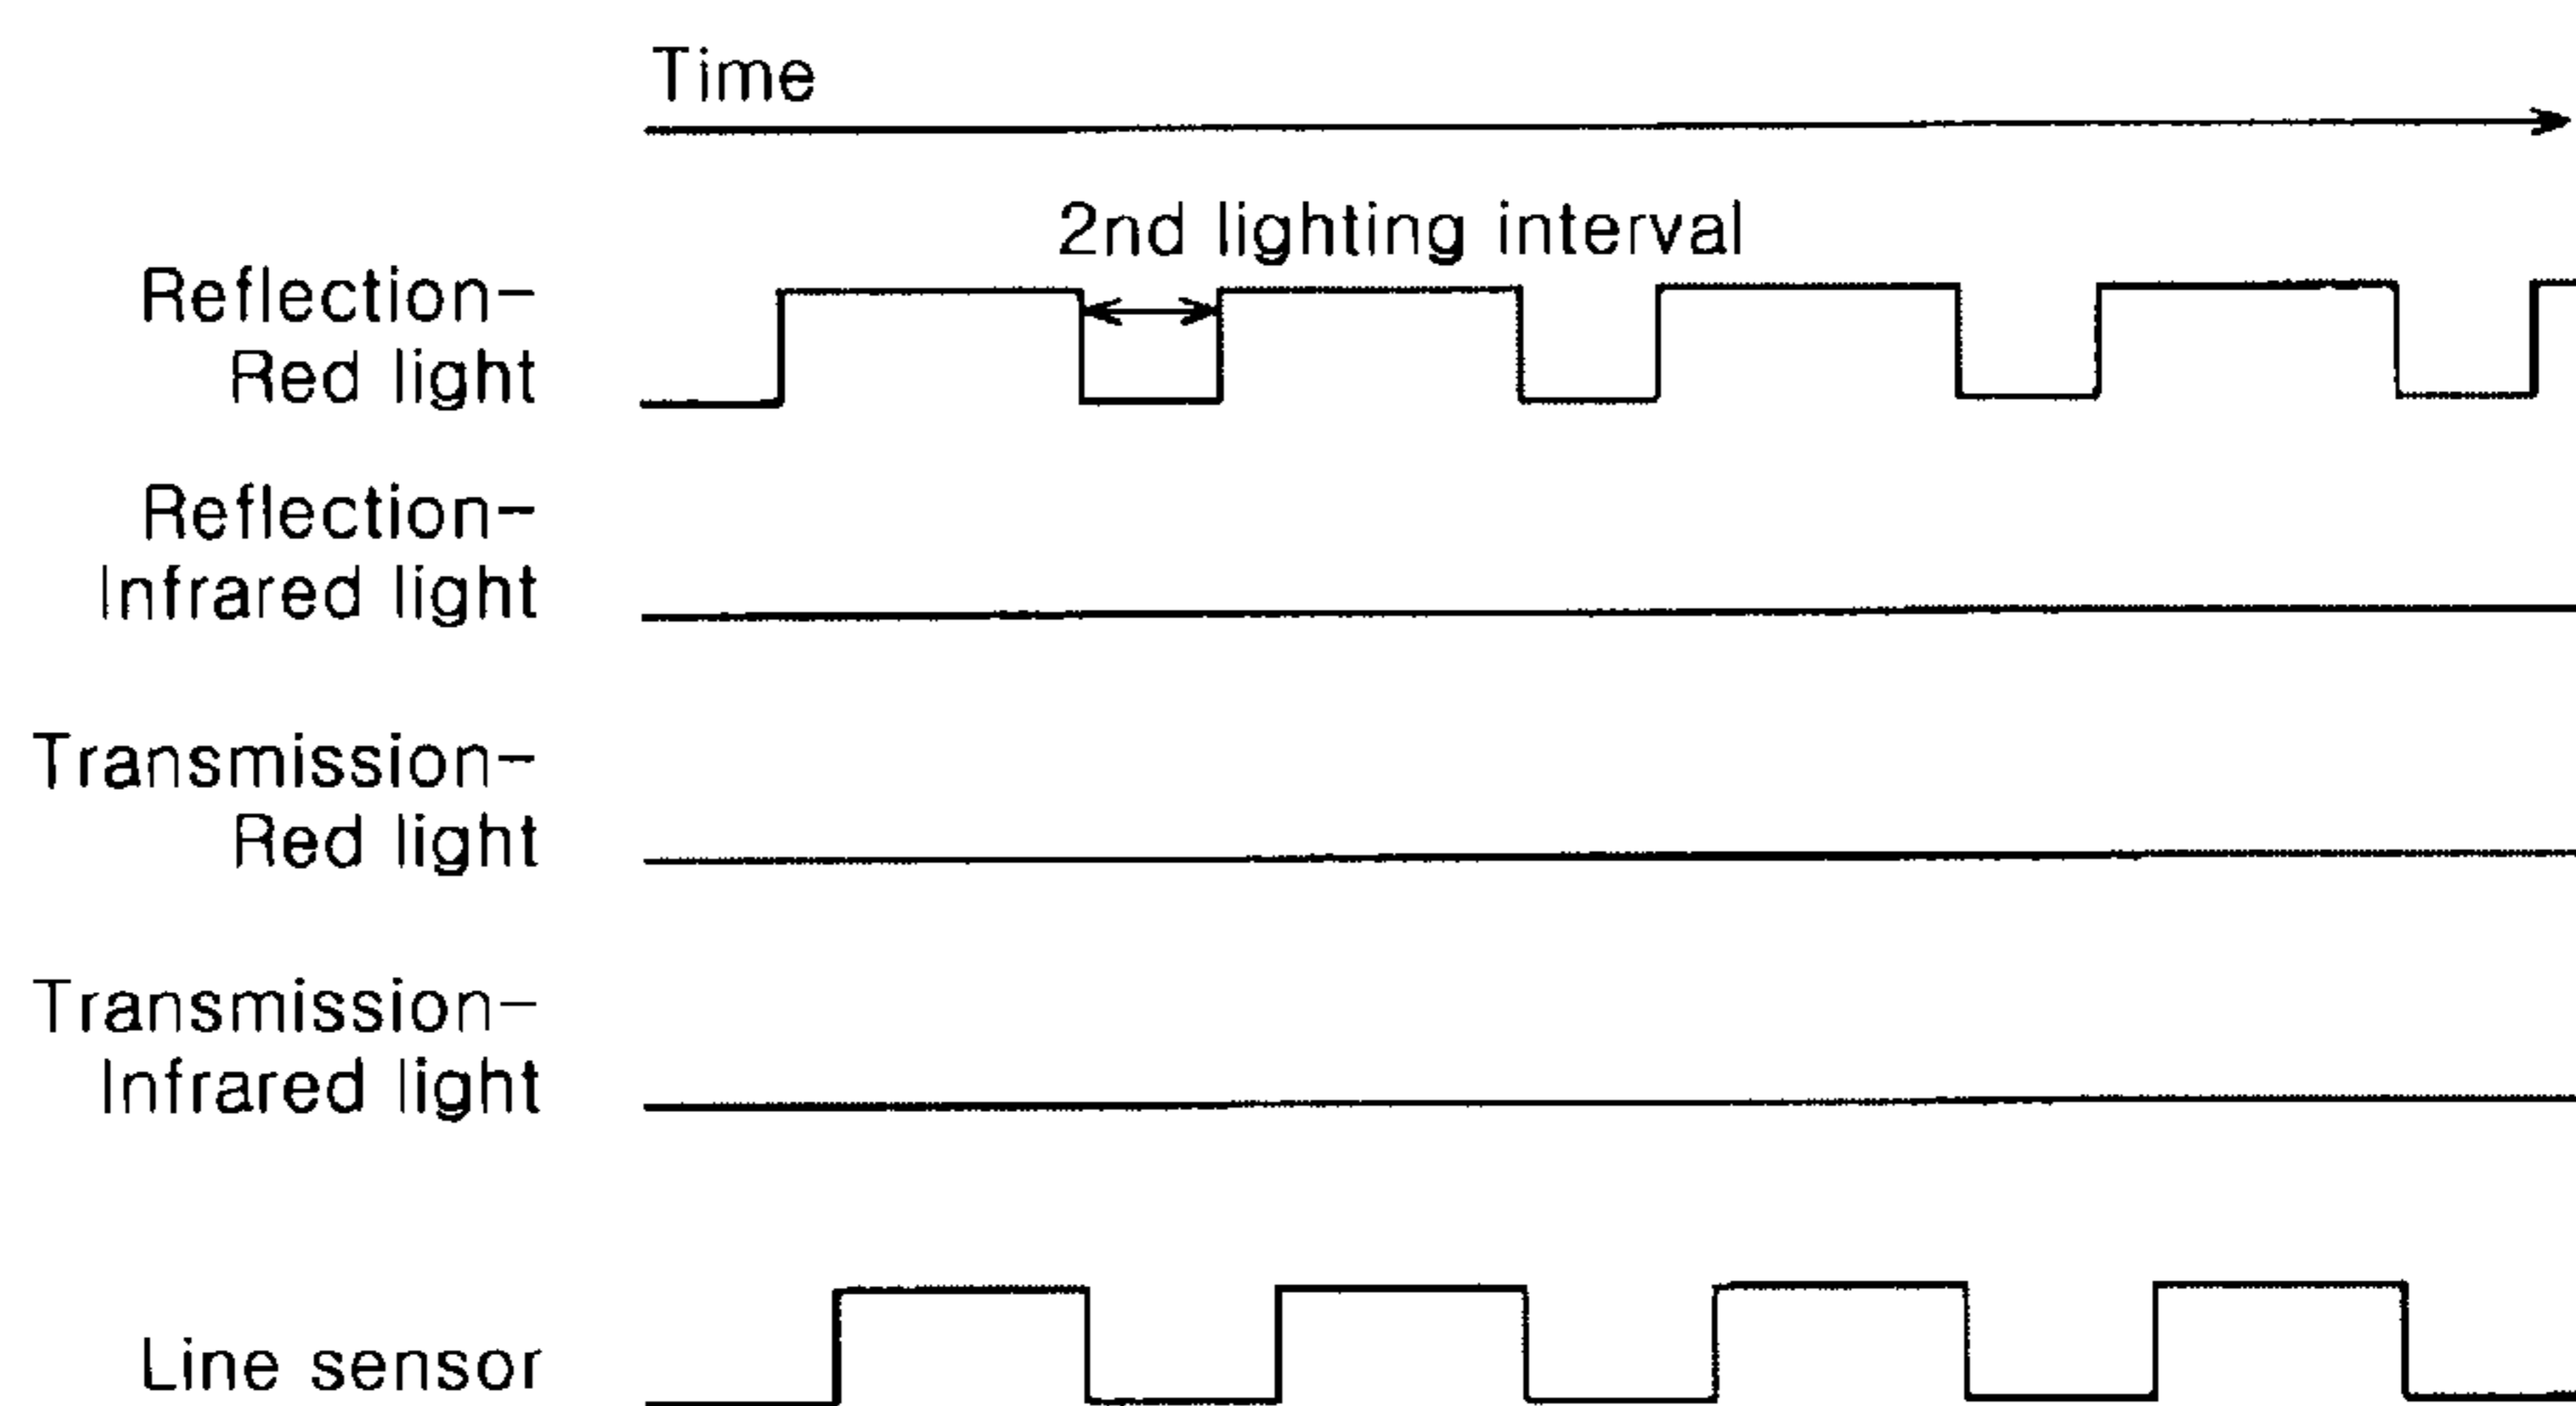 Time
2nd lighting interval
Reflection-
Red light
Reflection-
Infrared light
Transmission-
Red light
Transmission-
Infrared light
Line sensor